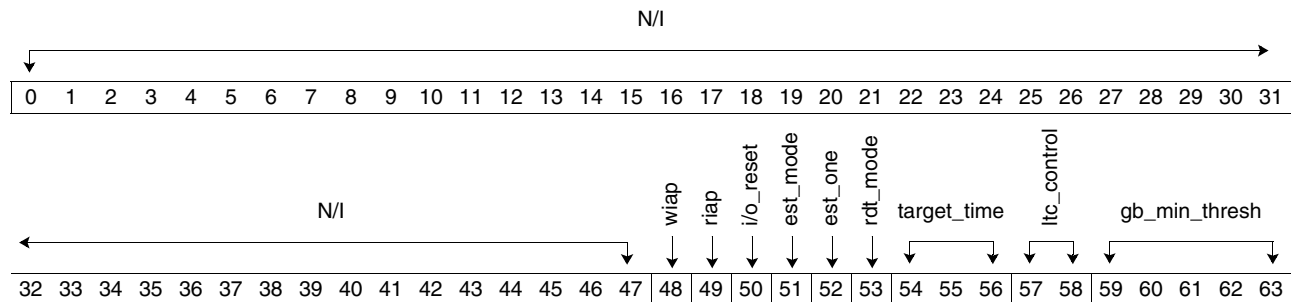 N/I
0 1 2 3 4 5 6 7 8 9 10 11 12 13 14 15 16 17 18 19 20 21 22 23 24 25 26 27 28 29 30 31
N/I wiap riap i/o_reset est_mode est_one rdt_mode target_time ltc_control gb_min_thresh
32 33 34 35 36 37 38 39 40 41 42 43 44 45 46 47 48 49 50 51 52 53 54 55 56 57 58 59 60 61 62 63